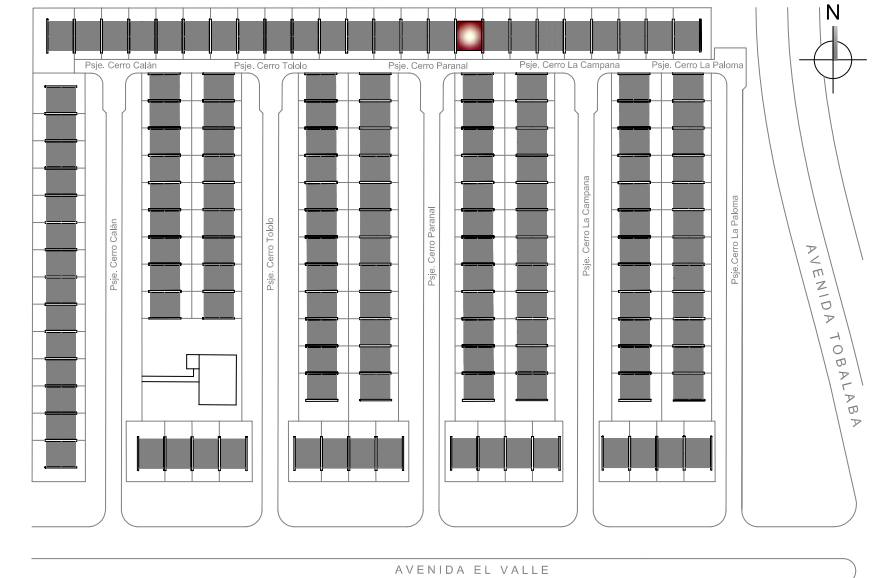 N
Psje. Cerro Calán
Psje. Cerro Tololo
Psje. Cerro Paranal
Psje. Cerro La Campana
Psje. Cerro La Paloma
Psje. Cerro Calán
Psje. Cerro Tololo
Psje. Cerro Paranal
Psje. Cerro La Campana
Psje.Cerro La Paloma
AVENIDA TOBALABA
AVENIDA EL VALLE